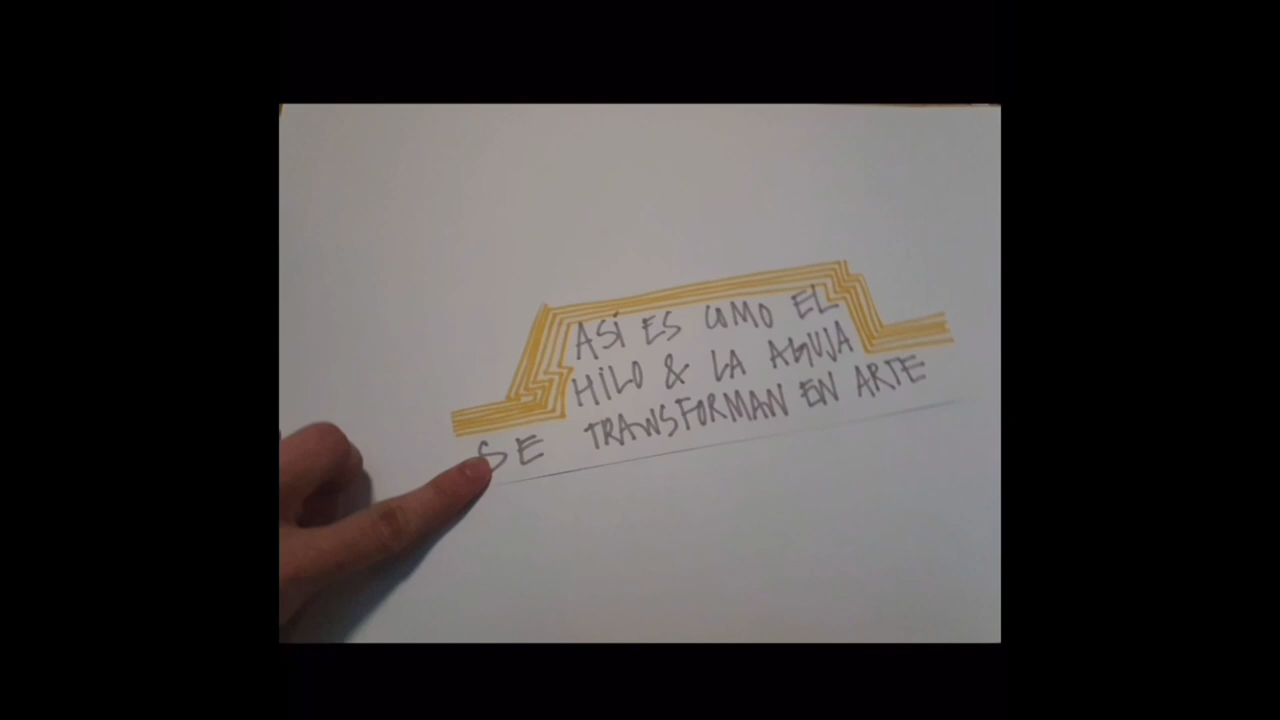 ASÍ ES COMO EL
HILO & LA AGUJA
SE TRANSFORMAN EN ARTE